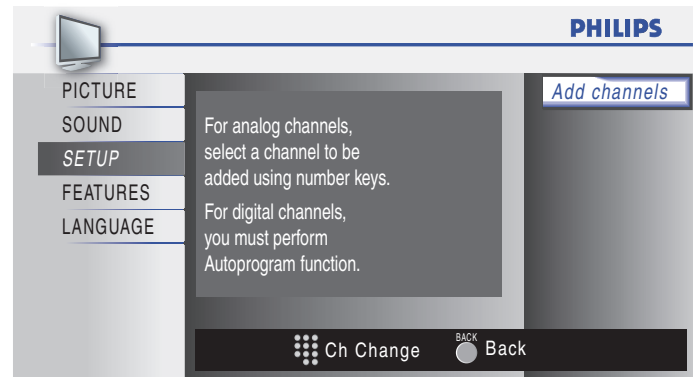 PHILIPS
PICTURE
SOUND
SETUP
FEATURES
LANGUAGE
For analog channels,
select a channel to be
added using number keys.
For digital channels,
you must perform
Autoprogram function.
Add channels
Ch Change
BACK
Back